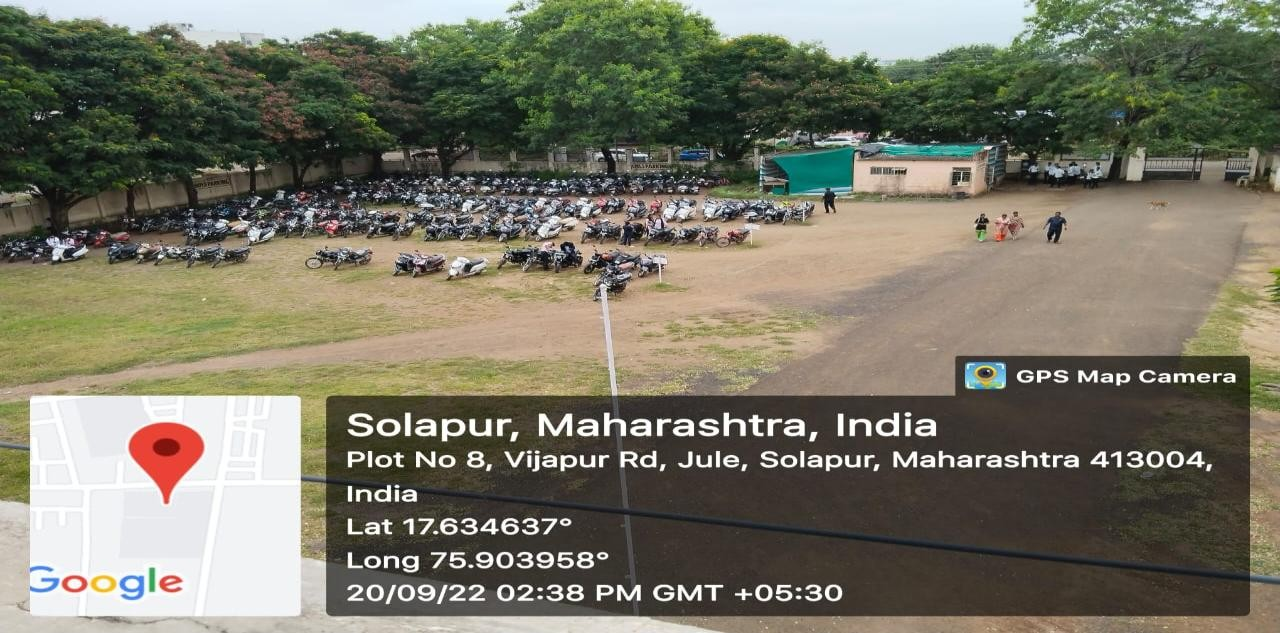 GPS Map Camera
Solapur, Maharashtra, India
Plot No 8, Vijapur Rd, Jule, Solapur, Maharashtra 413004,
India
Lat 17.634637°
Long 75.903958°
20/09/22 02:38 PM GMT +05:30
Google